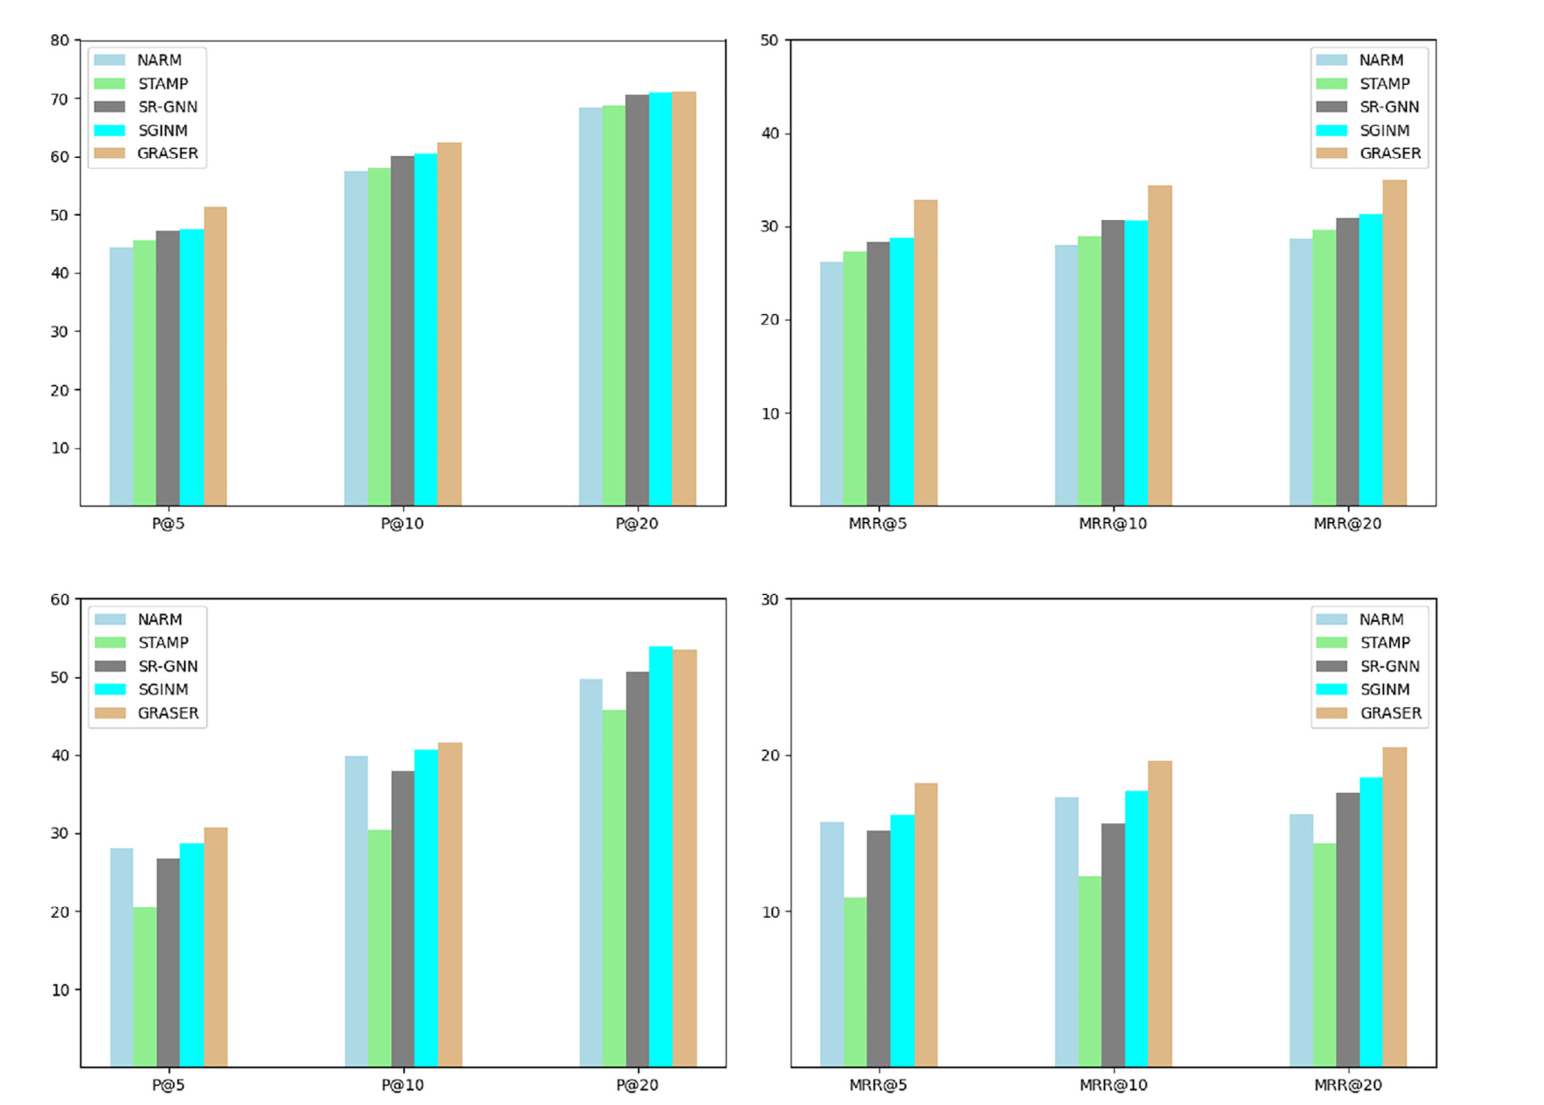 80
70
60
50
40
30
20
10
NARM
STAMP
SR-GNN
SGINM
GRASER
P@5 P@10 P@20
50
40
30
20
10
NARM
STAMP
SR-GNN
SGINM
GRASER
MRR@5 MRR@10 MRR@20
60
50
40
30
20
10
NARM
STAMP
SR-GNN
SGINM
GRASER
P@5 P@10 P@20
30
20
10
NARM
STAMP
SR-GNN
SGINM
GRASER
MRR@5 MRR@10 MRR@20